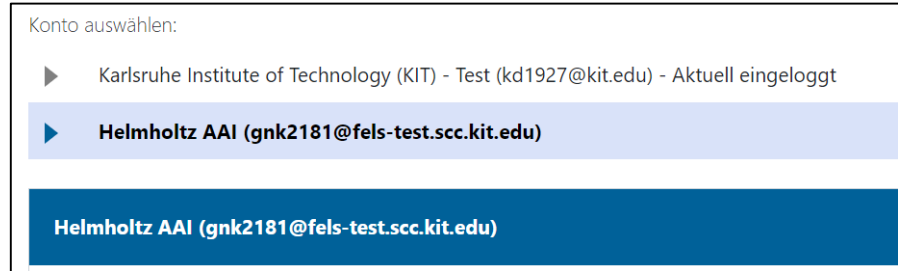 Konto auswählen:
Karlsruhe Institute of Technology (KIT) - Test (kd1927@kit.edu) - Aktuell eingeloggt
Helmholtz AAI (gnk2181@fels-test.scc.kit.edu)
Helmholtz AAI (gnk2181@fels-test.scc.kit.edu)